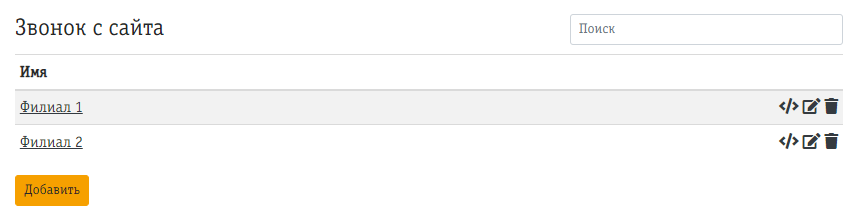 Звонок с сайта
Поиск
Имя
Филиал 1
Филиал 2
Добавить